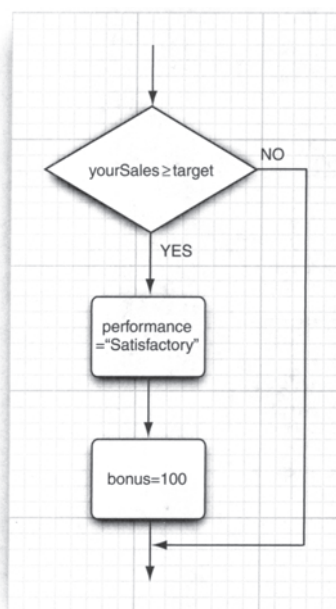 yourSales≥target
NO
YES
performance
=“Satisfactory”
bonus=100